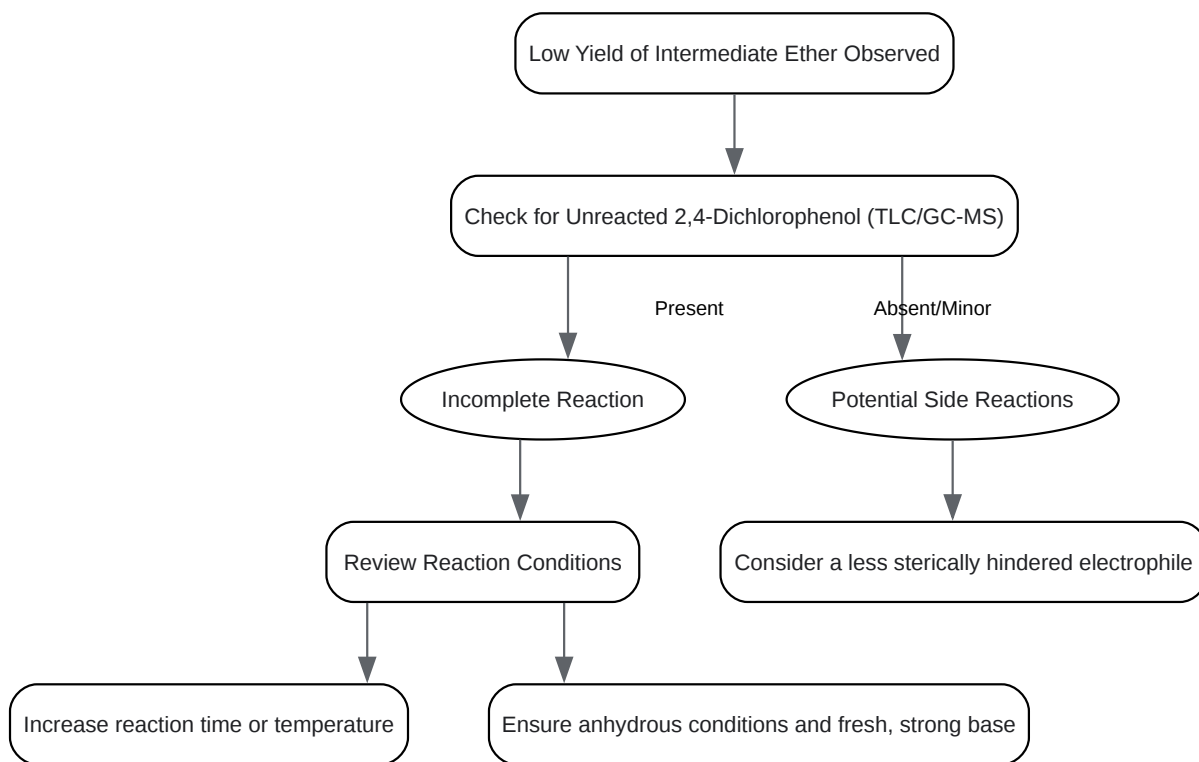 Low Yield of Intermediate Ether Observed
Check for Unreacted 2,4-Dichlorophenol (TLC/GC-MS)
Present
Absent/Minor
Incomplete Reaction
Potential Side Reactions
Review Reaction Conditions
Consider a less sterically hindered electrophile
Increase reaction time or temperature
Ensure anhydrous conditions and fresh, strong base